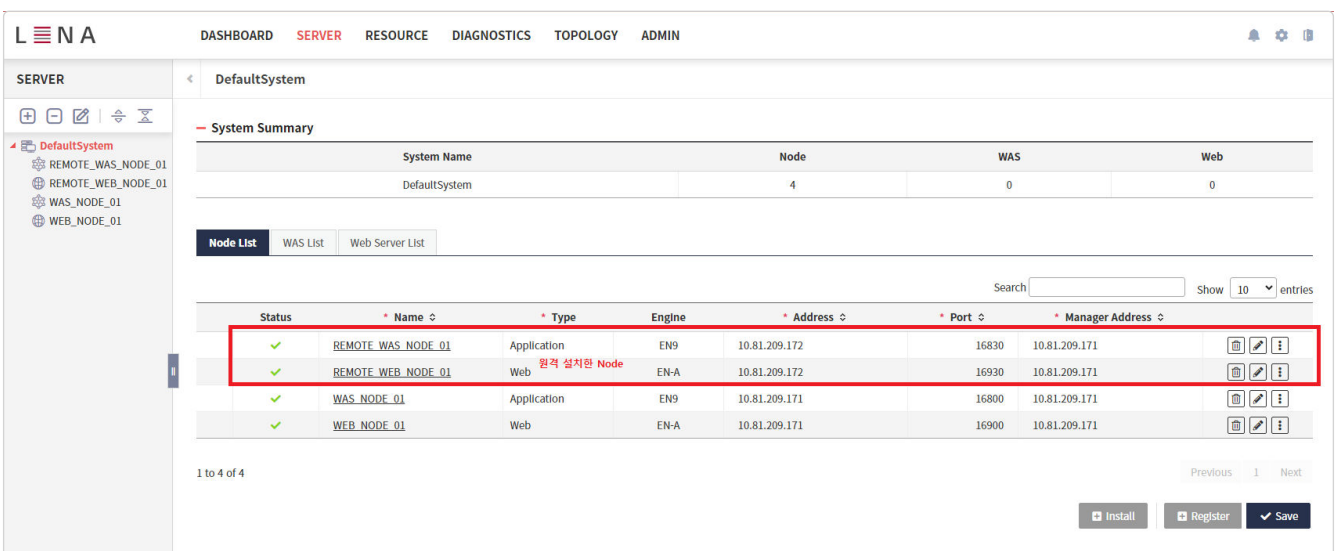 LENA
DASHBOARD SERVER RESOURCE DIAGNOSTICS TOPOLOGY ADMIN
SERVER
DefaultSystem
DefaultSystem
REMOTE_WAS_NODE_01
REMOTE_WEB_NODE_01
WAS_NODE_01
WEB_NODE_01
System Summary
System Name Node WAS Web
DefaultSystem 4 0 0
Node List WAS List Web Server List
Search Show 10 entries
Status * Name * Type Engine * Address * Port * Manager Address
REMOTE_WAS_NODE_01 Application EN9 10.81.209.172 16830 10.81.209.171
원격 설치한 Node
REMOTE_WEB_NODE_01 Web EN-A 10.81.209.172 16930 10.81.209.171
WAS_NODE_01 Application EN9 10.81.209.171 16800 10.81.209.171
WEB_NODE_01 Web EN-A 10.81.209.171 16900 10.81.209.171
1 to 4 of 4
Previous 1 Next
Install Register Save